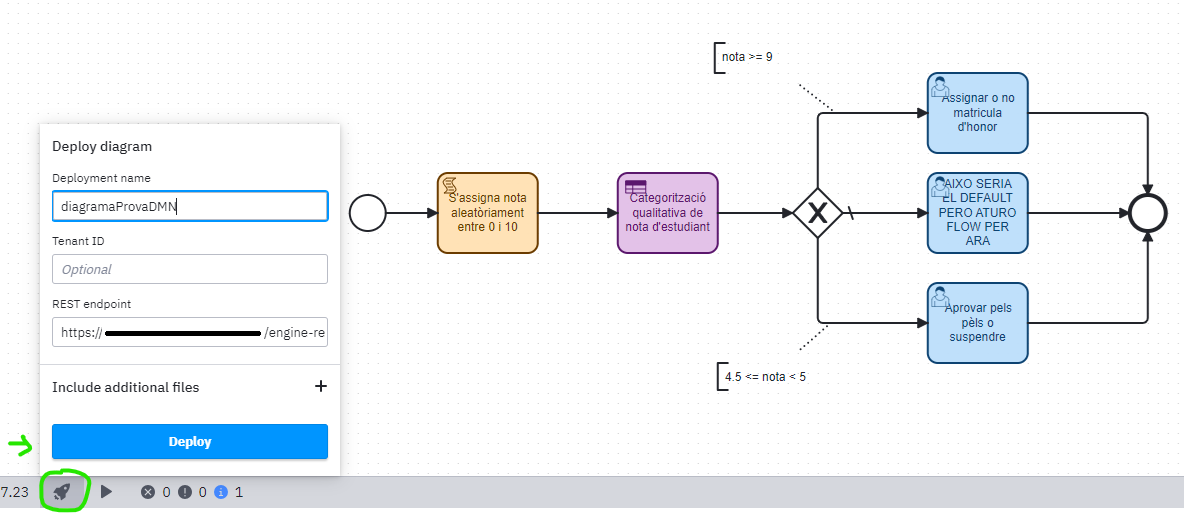 Deploy diagram
Deployment name
diagramaProvaDMN
Tenant ID
Optional
REST endpoint
https:// /engine-re
Include additional files
Deploy
7.23
0
0
1
S'assigna nota
aleatòriament
entre 0 i 10
Categorització
qualitativa de
nota d'estudiant
X
nota >= 9
Assignar o no
matricula
d'honor
AIXO SERIA
EL DEFAULT
PERO ATURO
FLOW PER
ARA
Aprovar pels
pèls o
suspendre
4.5 <= nota < 5